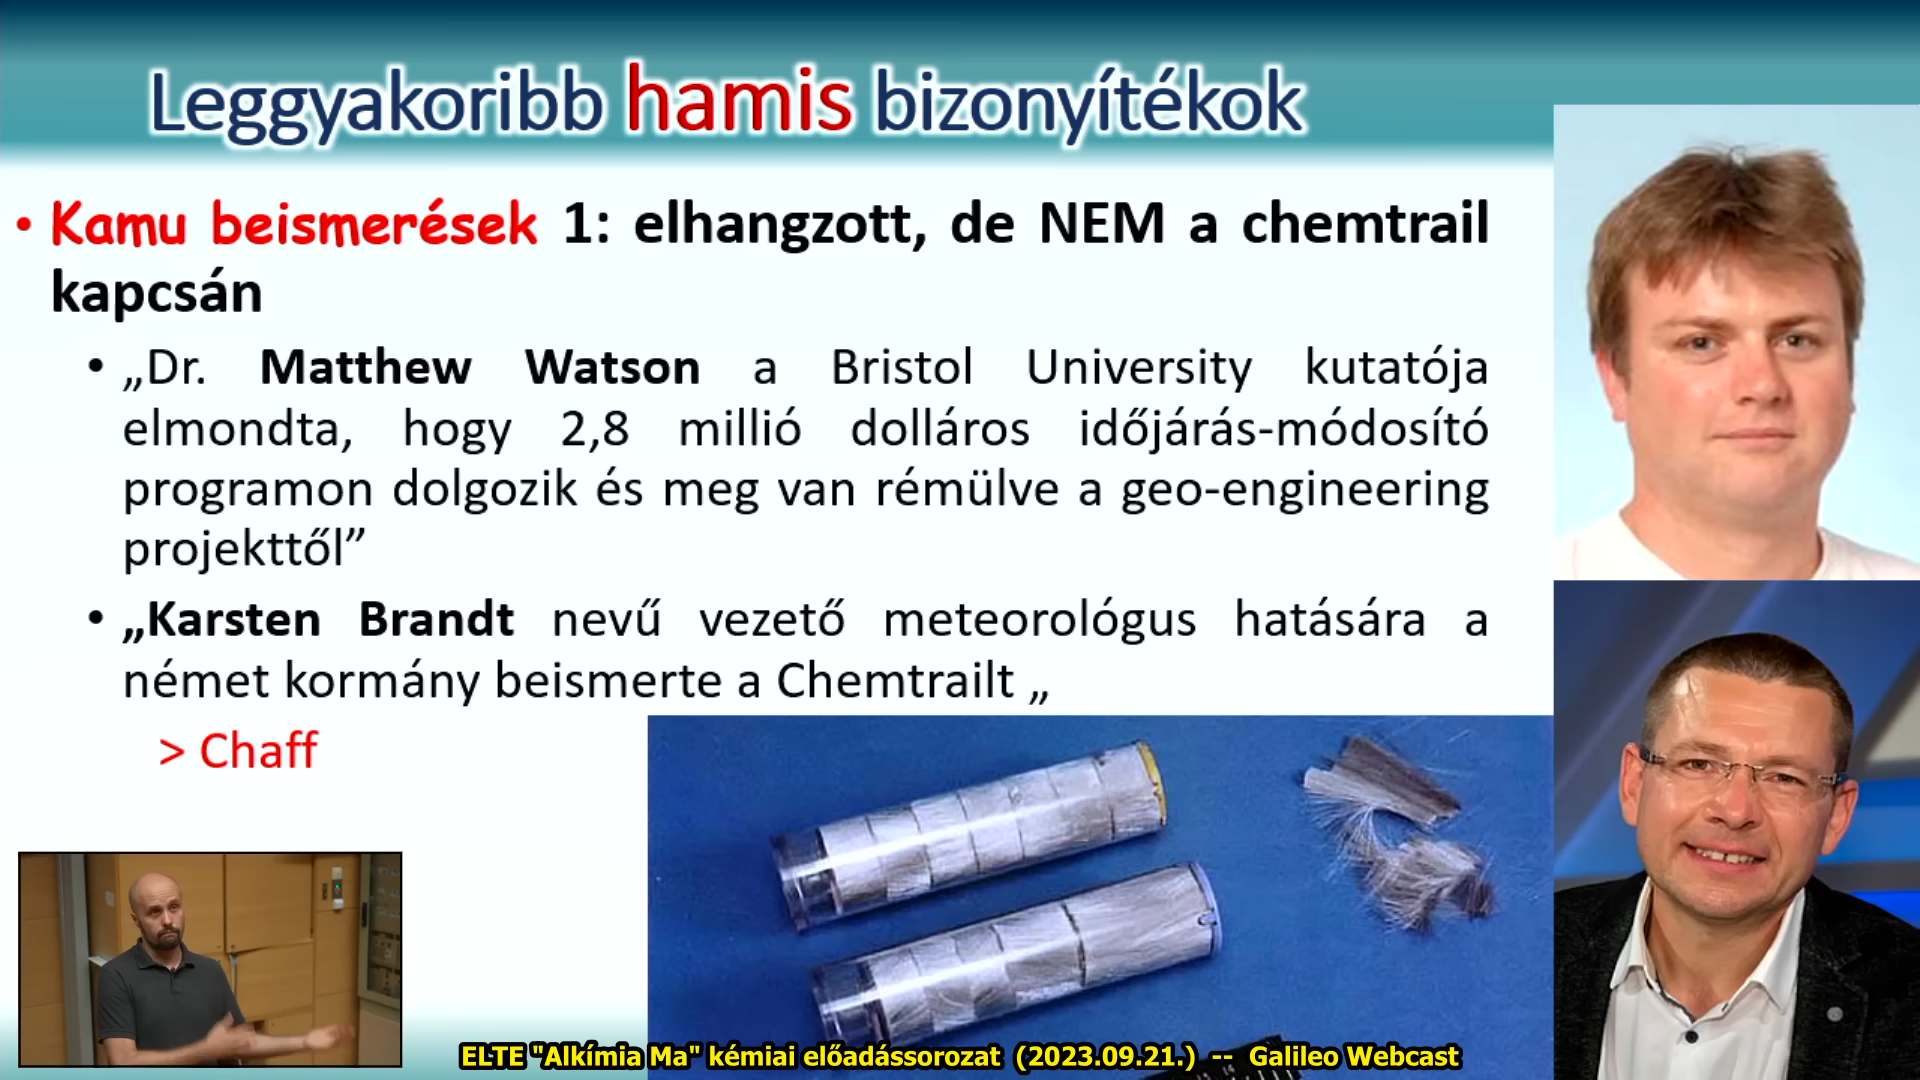 Leggyakoribb hamis bizonyítékok
• Kamu beismerések 1: elhangzott, de NEM a chemtrail
kapcsán
• „Dr. Matthew Watson a Bristol University kutatója
elmondta, hogy 2,8 millió dolláros időjárás-módosító
programon dolgozik és meg van rémülve a geo-engineering
projekttől”
• „Karsten Brandt nevű vezető meteorológus hatására a
német kormány beismerte a Chemtrailt „
> Chaff
ELTE "Alkímia Ma" kémiai előadássorozat (2023.09.21.) -- Galileo Webcast